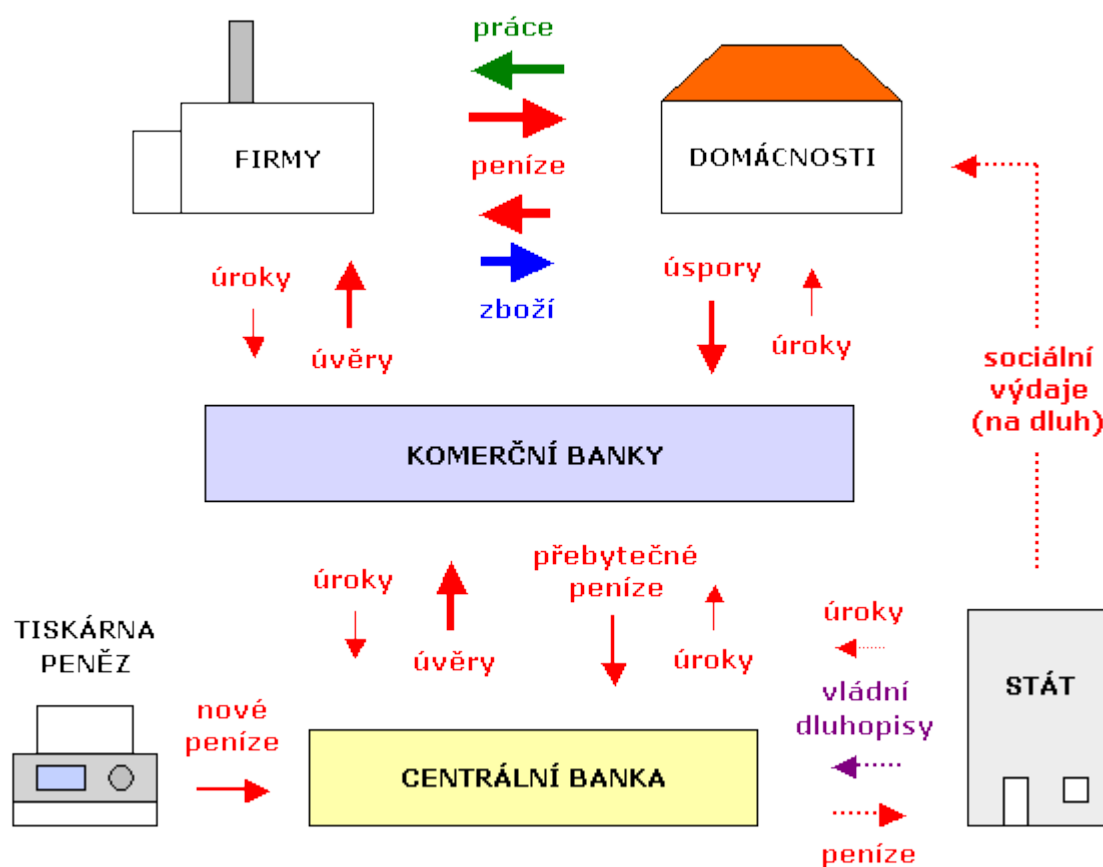 práce
FIRMY
peníze
DOMÁCNOSTI
zboží
úroky
úvěry
úspory
úroky
sociální
výdaje
(na dluh)
KOMERČNÍ BANKY
úroky
úvěry
přebytečné
peníze
úroky
úroky
TISKÁRNA
PENĚZ
nové
peníze
CENTRÁLNÍ BANKA
vládní
dluhopisy
STÁT
peníze